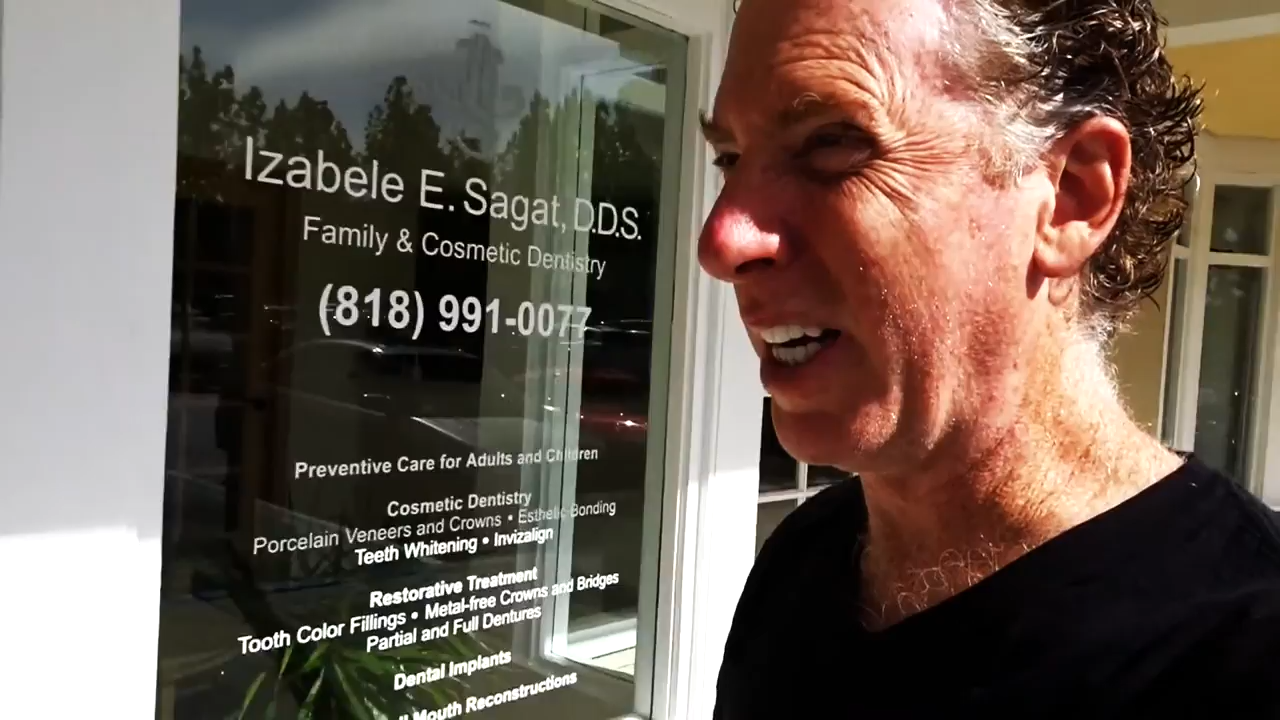 Izabele E. Sagat, D.D.S.
Family & Cosmetic Dentistry
(818) 991-0077
Preventive Care for Adults and Children
Cosmetic Dentistry
Porcelain Veneers and Crowns • Esthetic Bonding
Teeth Whitening • Invizalign
Restorative Treatment
Tooth Color Fillings • Metal-free Crowns and Bridges
Partial and Full Dentures
Dental Implants
Mouth Reconstructions